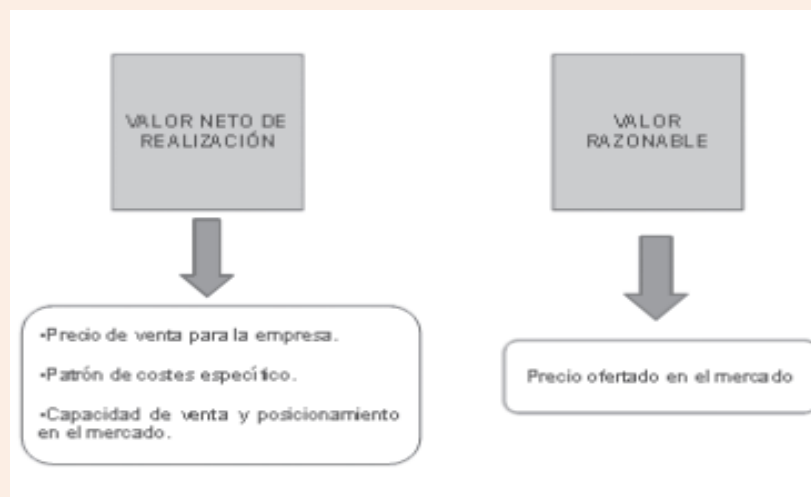 VALOR NETO DE
REALIZACIÓN
•Precio de venta para la empresa.
•Patrón de costes específico.
•Capacidad de venta y posicionamiento
en el mercado.
VALOR
RAZONABLE
Precio ofertado en el mercado